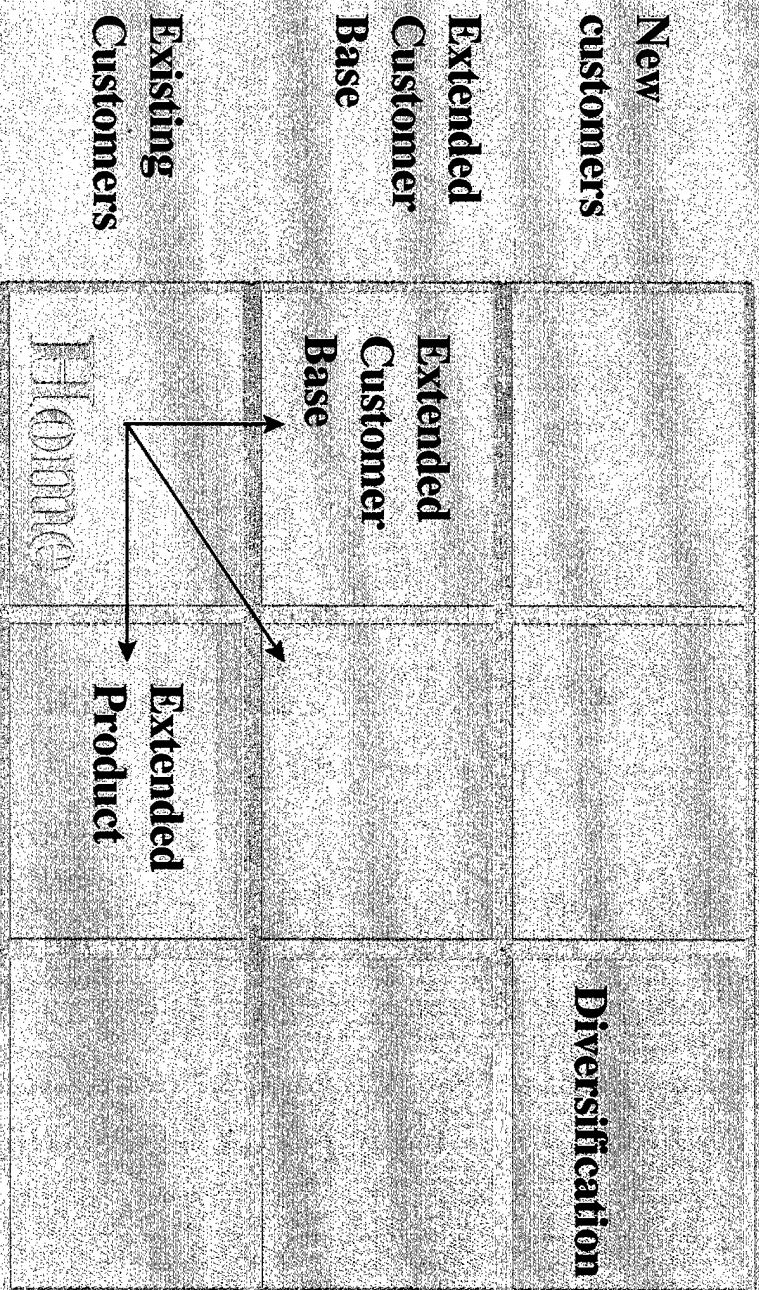 New
customers
Diversification
Extended
Customer
Base
Extended
Customer
Base
Existing
Customers
Home
Extended
Product